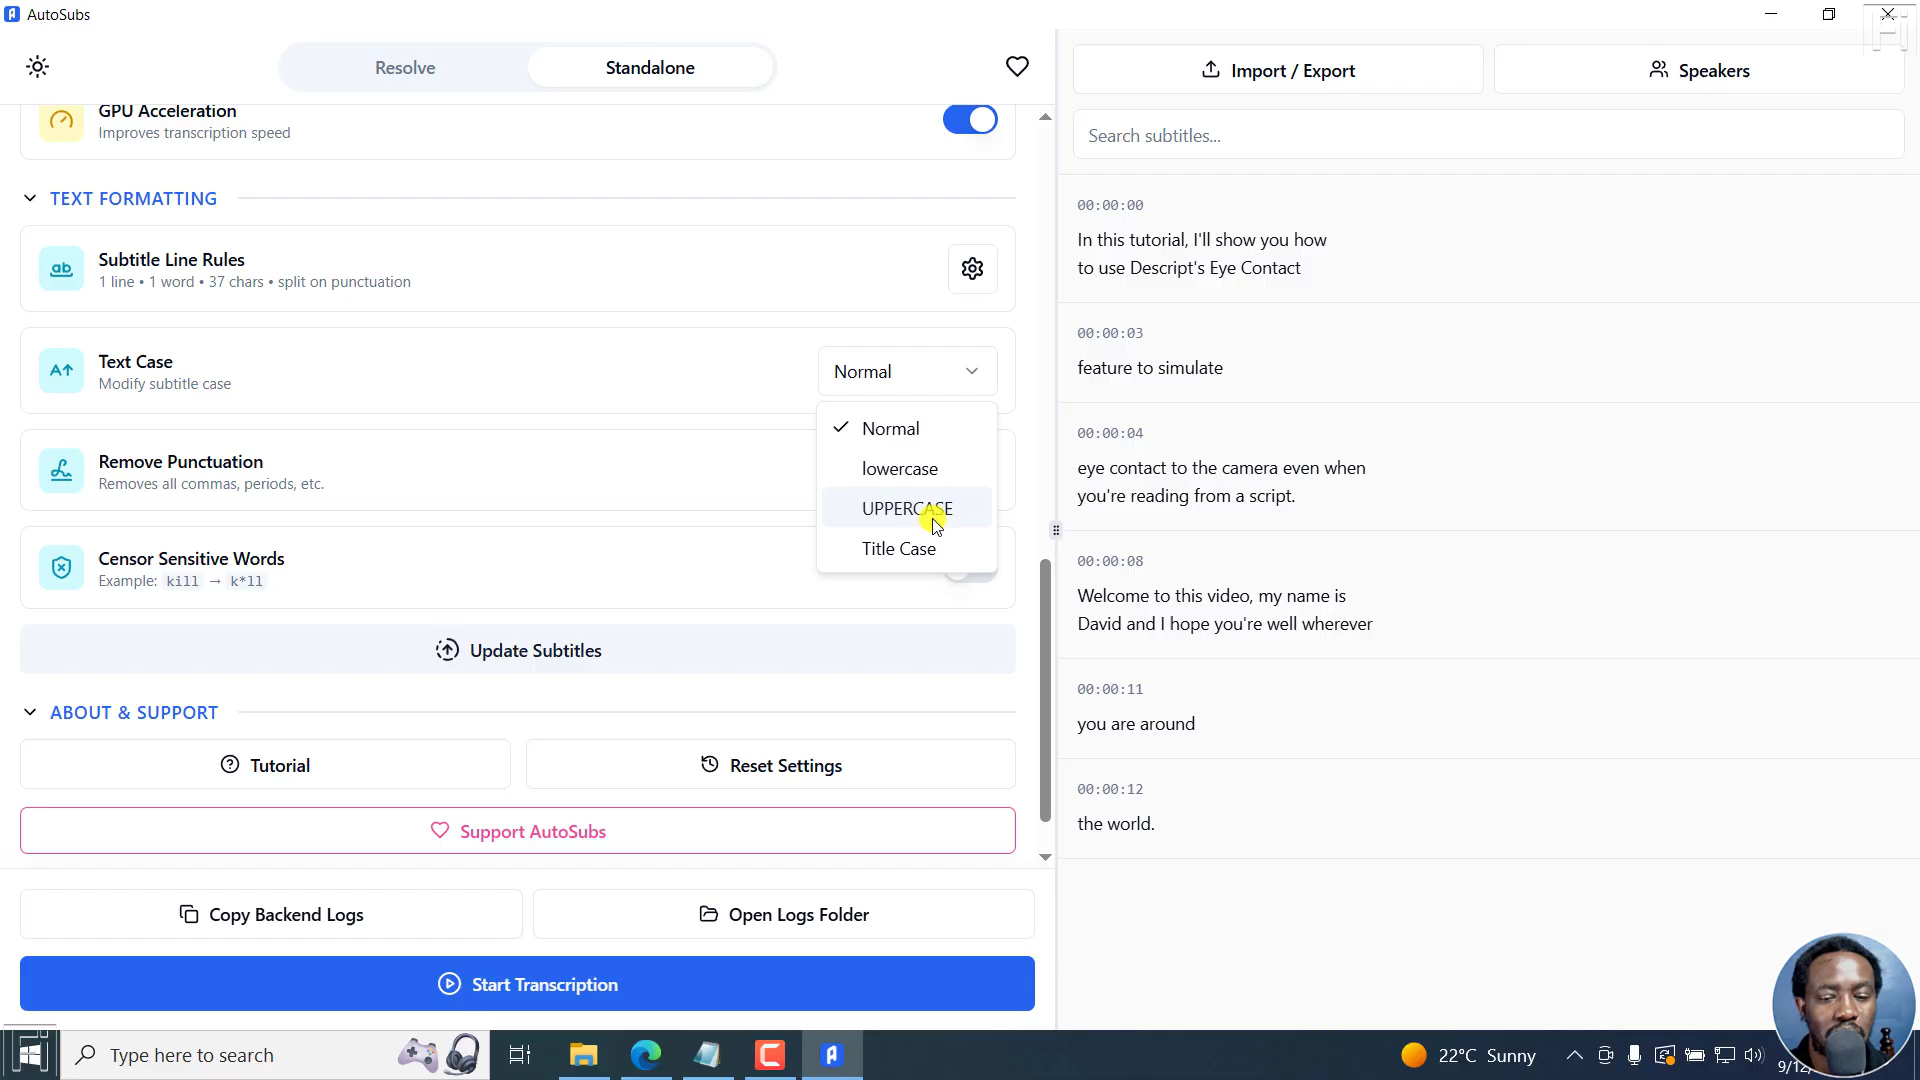 AutoSubs
Resolve
Standalone
GPU Acceleration
Improves transcription speed
TEXT FORMATTING
Subtitle Line Rules
1 line • 1 word • 37 chars • split on punctuation
Text Case
Modify subtitle case
Normal
Normal
lowercase
UPPERCASE
Title Case
Remove Punctuation
Removes all commas, periods, etc.
Censor Sensitive Words
Example: kill → k*ll
Update Subtitles
ABOUT & SUPPORT
Tutorial
Reset Settings
Support AutoSubs
Copy Backend Logs
Open Logs Folder
Start Transcription
Import / Export
Speakers
Search subtitles...
00:00:00
In this tutorial, I'll show you how
to use Descript's Eye Contact
00:00:03
feature to simulate
00:00:04
eye contact to the camera even when
you're reading from a script.
00:00:08
Welcome to this video, my name is
David and I hope you're well wherever
00:00:11
you are around
00:00:12
the world.
Type here to search
22°C Sunny